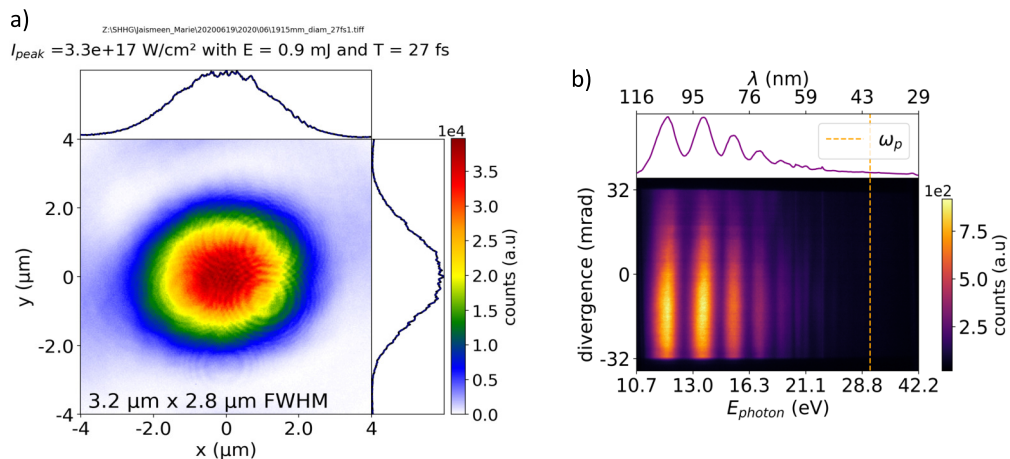 a)
Z:\SHHG\Jaismeen_Marie\20200619\2020\06\1915mm_diam_27fs1.tiff
I_peak =3.3e+17 W/cm² with E = 0.9 mJ and T = 27 fs
1e4
4
2.0
0
-2.0
-4
y (μm)
3.2 μm x 2.8 μm FWHM
-4 -2.0 0 2.0 4
x (μm)
3.5
3.0
2.5
2.0
1.5
1.0
0.5
0.0
counts (a.u)
b)
λ (nm)
116 95 76 59 43 29
ω_p
1e2
32
0
-32
divergence (mrad)
10.7 13.0 16.3 21.1 28.8 42.2
E_photon (eV)
7.5
5.0
2.5
counts (a.u)